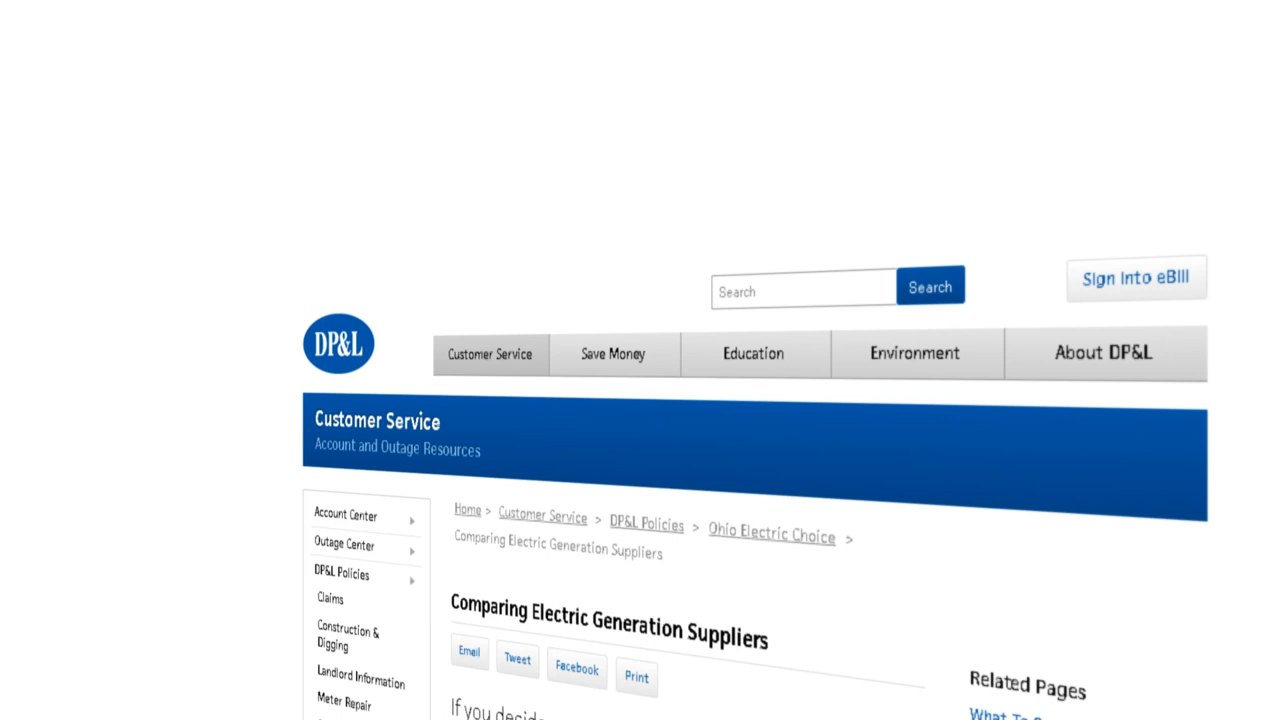 Search
Search
Sign into eBill
DP&L
Customer Service
Save Money
Education
Environment
About DP&L
Customer Service
Account and Outage Resources
Account Center
Outage Center
DP&L Policies
Claims
Construction &
Digging
Landlord Information
Meter Repair
Home > Customer Service > DP&L Policies > Ohio Electric Choice >
Comparing Electric Generation Suppliers
Comparing Electric Generation Suppliers
Email
Tweet
Facebook
Print
If you
Related Pages
What To